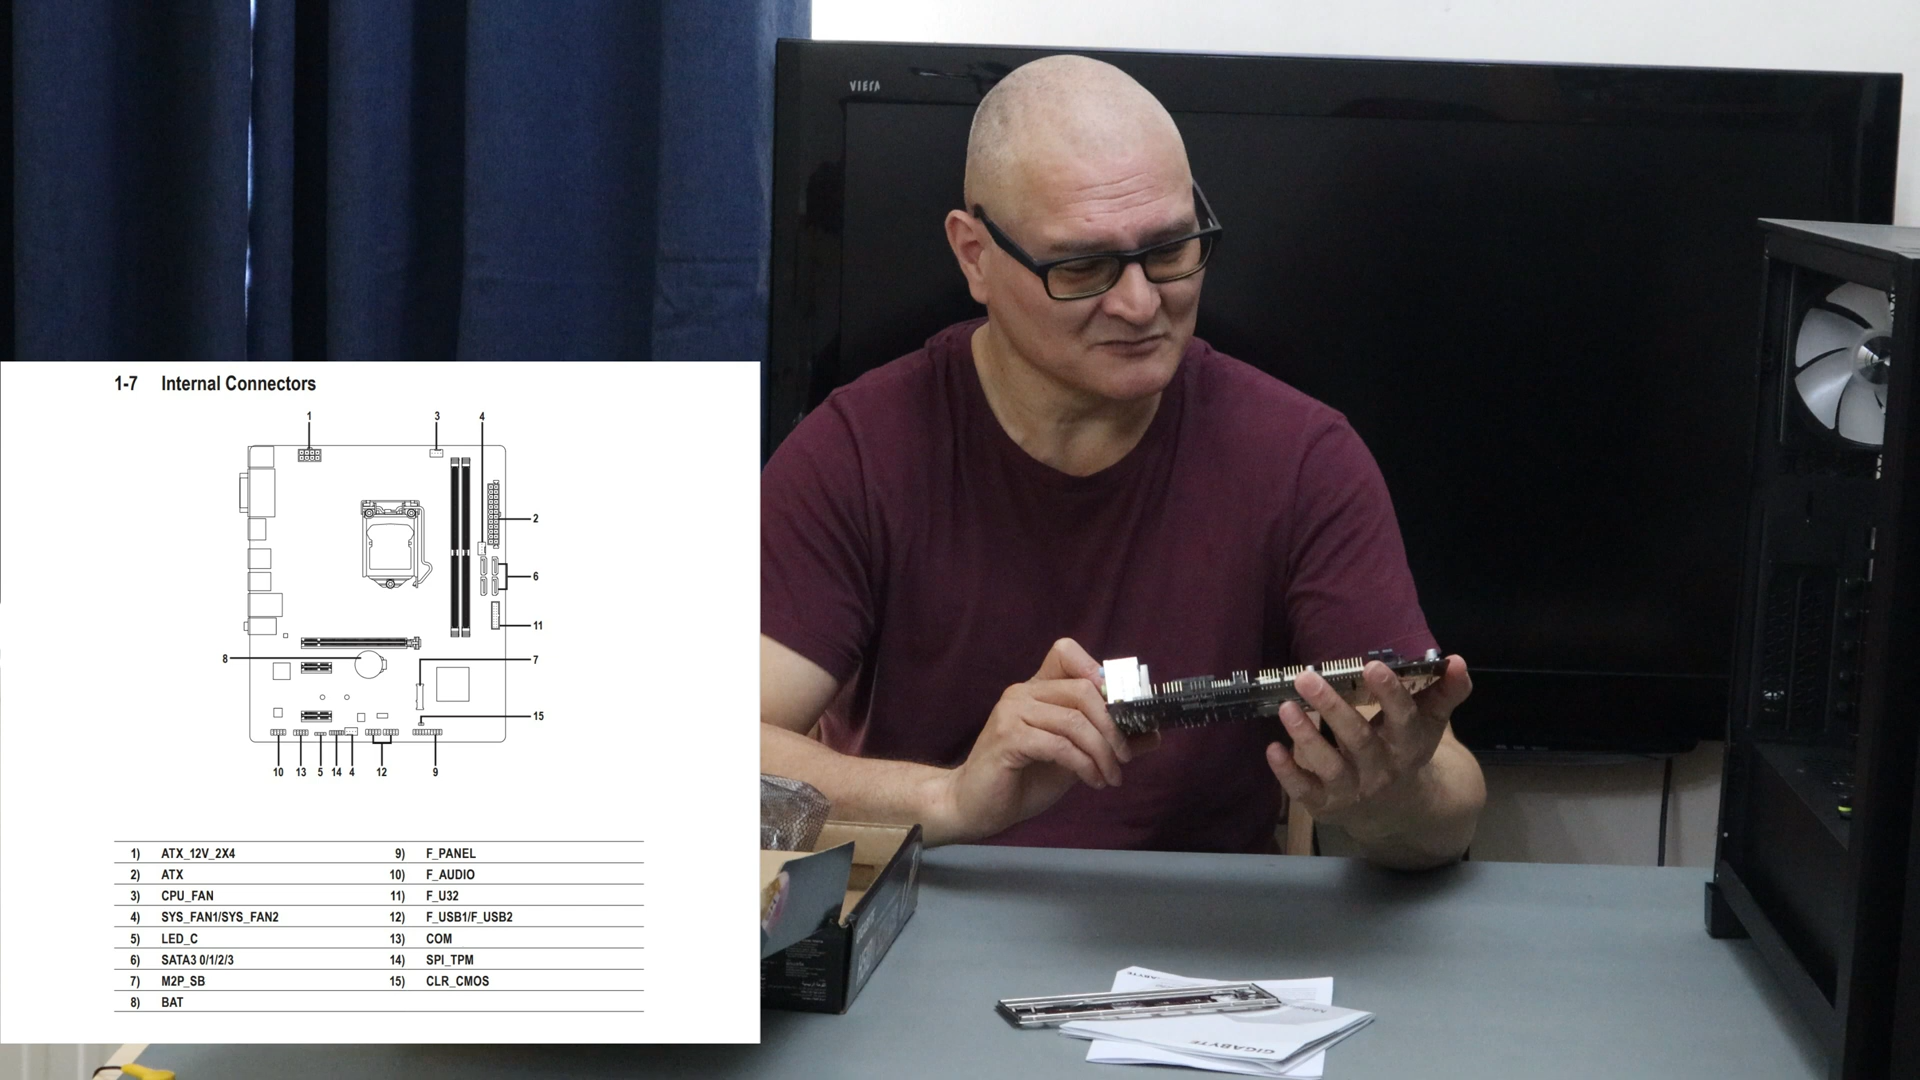 VIERA
1-7 Internal Connectors
1 3 4
2
6
11
8 7
15
10 13 5 14 4 12 9
1) ATX_12V_2X4 9) F_PANEL
2) ATX 10) F_AUDIO
3) CPU_FAN 11) F_U32
4) SYS_FAN1/SYS_FAN2 12) F_USB1/F_USB2
5) LED_C 13) COM
6) SATA3 0/1/2/3 14) SPI_TPM
7) M2P_SB 15) CLR_CMOS
8) BAT
GIGABYTE